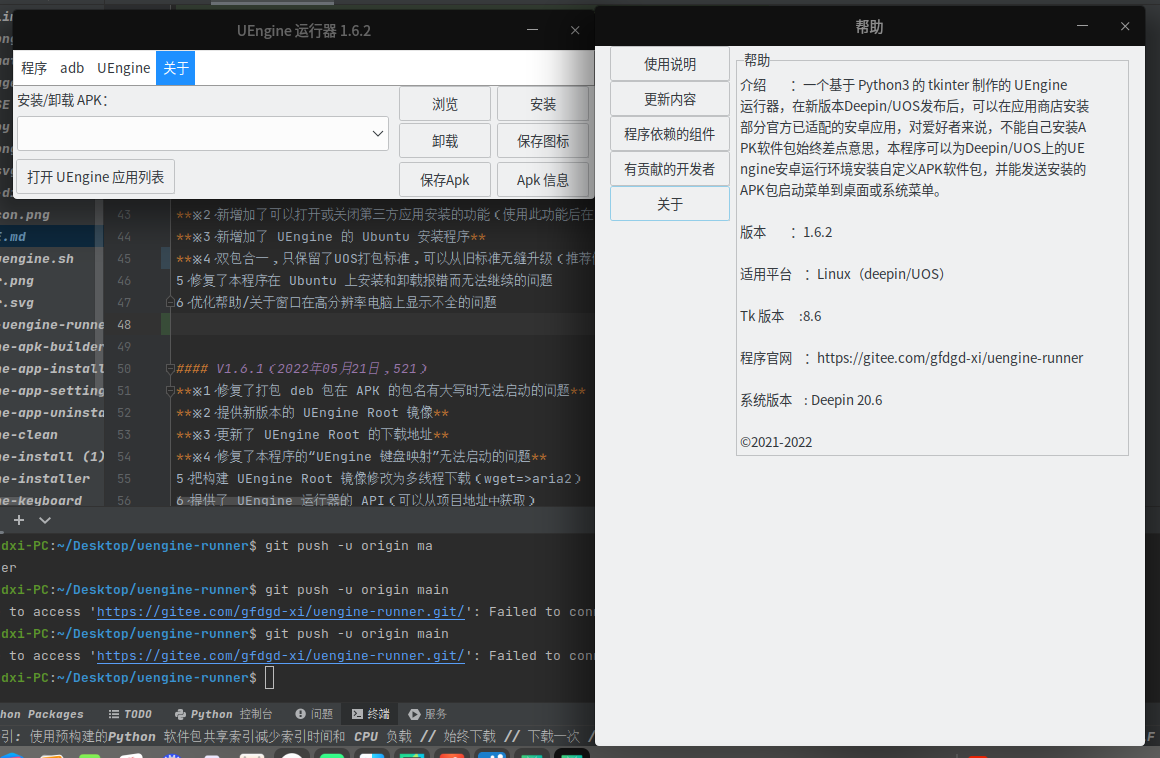 UEngine 运行器 1.6.2
程序 adb UEngine 关于
安装/卸载 APK：
浏览 安装
卸载 保存图标
打开 UEngine 应用列表
保存Apk Apk 信息
son.png
43 **※2、新增加了可以打开或关闭第三方应用安装的功能（使用此功能后在
.md
44 **※3、新增加了 UEngine 的 Ubuntu 安装程序**
uengine.sh
45 **※4、双包合一，只保留了UOS打包标准，可以从旧标准无缝升级（推荐
.png
46 5、修复了本程序在 Ubuntu 上安装和卸载报错而无法继续的问题
.svg
47 6、优化帮助/关于窗口在高分辨率电脑上显示不全的问题
-uengine-runne
48
ne-apk-builder
49
ne-app-install
50 #### V1.6.1（2022年05月21日，521）
ne-app-setting
51 **※1、修复了打包 deb 包在 APK 的包名有大写时无法启动的问题**
ne-app-uninsta
52 **※2、提供新版本的 UEngine Root 镜像**
ne-clean
53 **※3、更新了 UEngine Root 的下载地址**
ne-install (1)
54 **※4、修复了本程序的“UEngine 键盘映射”无法启动的问题**
ne-installer
55 5、把构建 UEngine Root 镜像修改为多线程下载（wget=>aria2）
ne-keyboard
56 6、提供了 UEngine 运行器的 API（可以从项目地址中获取）
dxi-PC:~/Desktop/uengine-runner$ git push -u origin ma
er
dxi-PC:~/Desktop/uengine-runner$ git push -u origin main
to access 'https://gitee.com/gfdgd-xi/uengine-runner.git/': Failed to con
dxi-PC:~/Desktop/uengine-runner$ git push -u origin main
to access 'https://gitee.com/gfdgd-xi/uengine-runner.git/': Failed to con
dxi-PC:~/Desktop/uengine-runner$
hon Packages TODO Python 控制台 问题 终端 服务
引: 使用预构建的Python 软件包共享索引减少索引时间和 CPU 负载 // 始终下载 // 下载一次 /
帮助
使用说明
更新内容
程序依赖的组件
有贡献的开发者
关于
帮助
介绍 ：一个基于 Python3 的 tkinter 制作的 UEngine
运行器，在新版本Deepin/UOS发布后，可以在应用商店安装
部分官方已适配的安卓应用，对爱好者来说，不能自己安装A
PK软件包始终差点意思，本程序可以为Deepin/UOS上的UE
ngine安卓运行环境安装自定义APK软件包，并能发送安装的
APK包启动菜单到桌面或系统菜单。
版本 ：1.6.2
适用平台 ：Linux（deepin/UOS）
Tk 版本 :8.6
程序官网 ：https://gitee.com/gfdgd-xi/uengine-runner
系统版本 : Deepin 20.6
©2021-2022